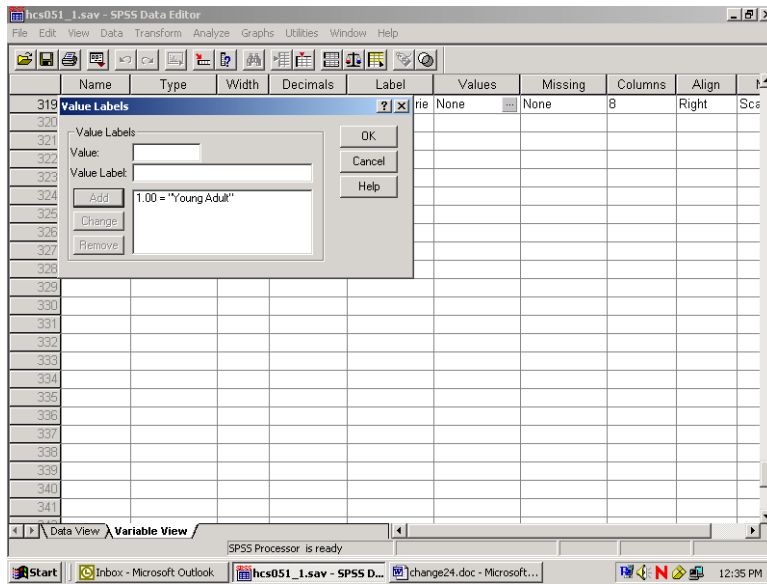 hcs051_1.sav - SPSS Data Editor
File Edit View Data Transform Analyze Graphs Utilities Window Help
Name Type Width Decimals Label Values Missing Columns Align
319 rie None ... None 8 Right Sca
Value Labels
Value Labels
Value:
Value Label:
Add
Change
Remove
1.00 = "Young Adult"
OK
Cancel
Help
320
321
322
323
324
325
326
327
328
329
330
331
332
333
334
335
336
337
338
339
340
341
Data View Variable View
SPSS Processor is ready
Start Inbox - Microsoft Outlook hcs051_1.sav - SPSS D... change24.doc - Microsoft... N 12:35 PM